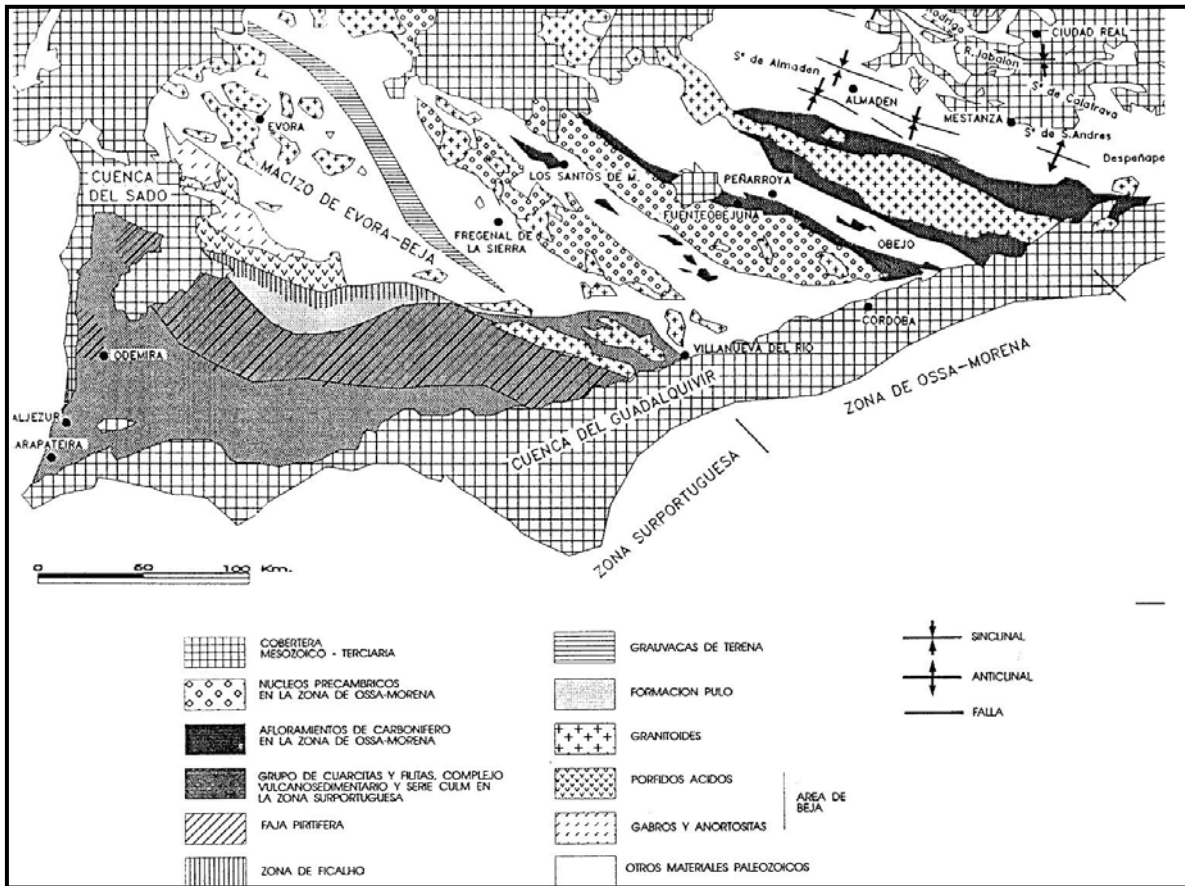 Rodrigo
CIUDAD REAL
R. Jabalon
Sª de Almaden
Sª de Calatrava
ALMADEN
MESTANZA
Sª de S.Andres
EVORA
Despeñape
CUENCA
DEL SADO
LOS SANTOS DE M.
PEÑARROYA
MACIZO DE EVORA-BEJA
FUENTEOBEJUNA
FREGENAL DE
LA SIERRA
OBEJO
CORDOBA
ODEMIRA
VILLANUEVA DEL RIO
ZONA DE OSSA-MORENA
ALJEZUR
CUENCA DEL GUADALQUIVIR
ARAPATEIRA
ZONA SURPORTUGUESA
0 50 100 Km.
COBERTERA
MESOZOICO - TERCIARIA
NUCLEOS PRECAMBRICOS
EN LA ZONA DE OSSA-MORENA
AFLORAMIENTOS DE CARBONIFERO
EN LA ZONA DE OSSA-MORENA
GRUPO DE CUARCITAS Y FILITAS, COMPLEJO
VULCANOSEDIMENTARIO Y SERIE CULM EN
LA ZONA SURPORTUGUESA
FAJA PIRITIFERA
ZONA DE FICALHO
GRAUVACAS DE TERENA
FORMACION PULO
GRANITOIDES
PORFIDOS ACIDOS
GABROS Y ANORTOSITAS
AREA DE
BEJA
OTROS MATERIALES PALEOZOICOS
SINCLINAL
ANTICLINAL
FALLA